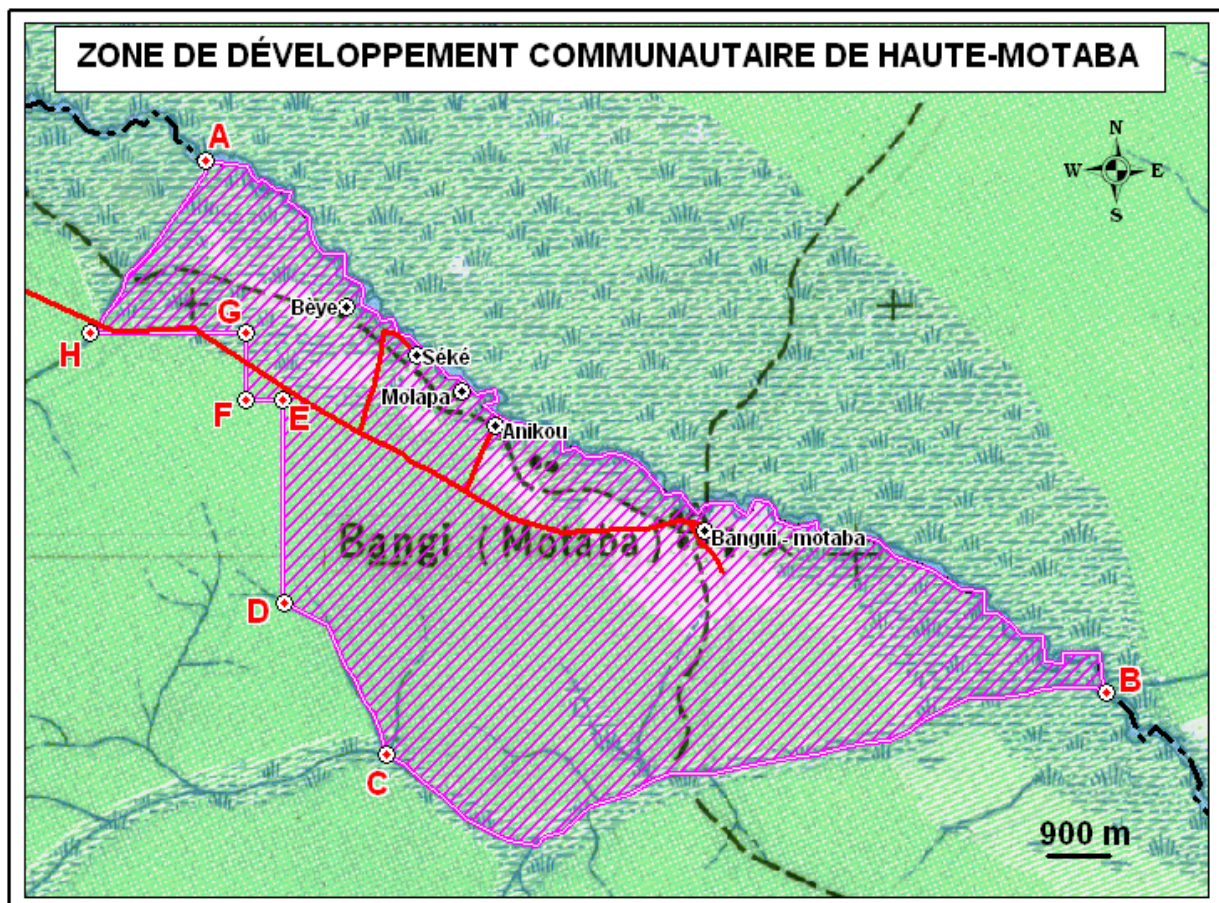 ZONE DE DÉVELOPPEMENT COMMUNAUTAIRE DE HAUTE-MOTABA
A
N
W E
S
Bèye
G
H
Séké
Molapa
F
E
Anikou
Bangi (Motaba)
Bangui - motaba
D
B
C
900 m